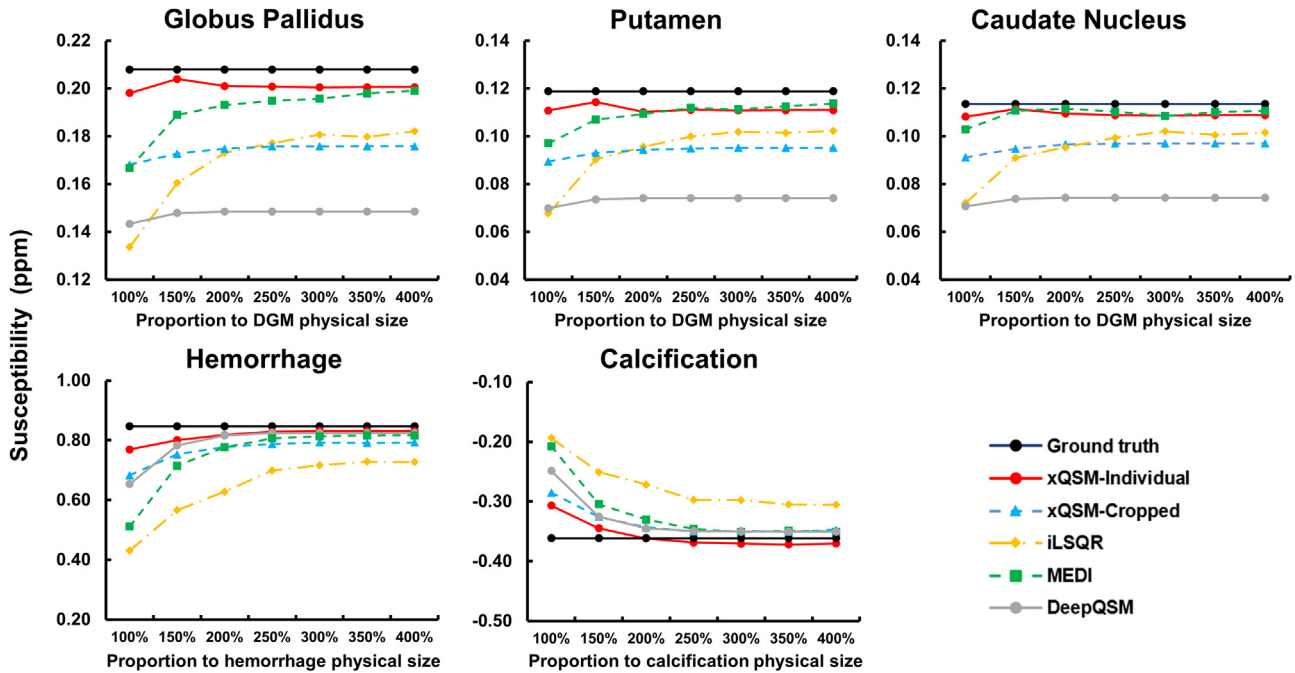 Globus Pallidus
Putamen
Caudate Nucleus
Susceptibility (ppm)
0.22
0.20
0.18
0.16
0.14
0.12
100% 150% 200% 250% 300% 350% 400%
Proportion to DGM physical size
0.14
0.12
0.10
0.08
0.06
0.04
100% 150% 200% 250% 300% 350% 400%
Proportion to DGM physical size
0.14
0.12
0.10
0.08
0.06
0.04
100% 150% 200% 250% 300% 350% 400%
Proportion to DGM physical size
Hemorrhage
1.00
0.80
0.60
0.40
0.20
100% 150% 200% 250% 300% 350% 400%
Proportion to hemorrhage physical size
Calcification
-0.10
-0.20
-0.30
-0.40
-0.50
100% 150% 200% 250% 300% 350% 400%
Proportion to calcification physical size
Ground truth
xQSM-Individual
xQSM-Cropped
iLSQR
MEDI
DeepQSM